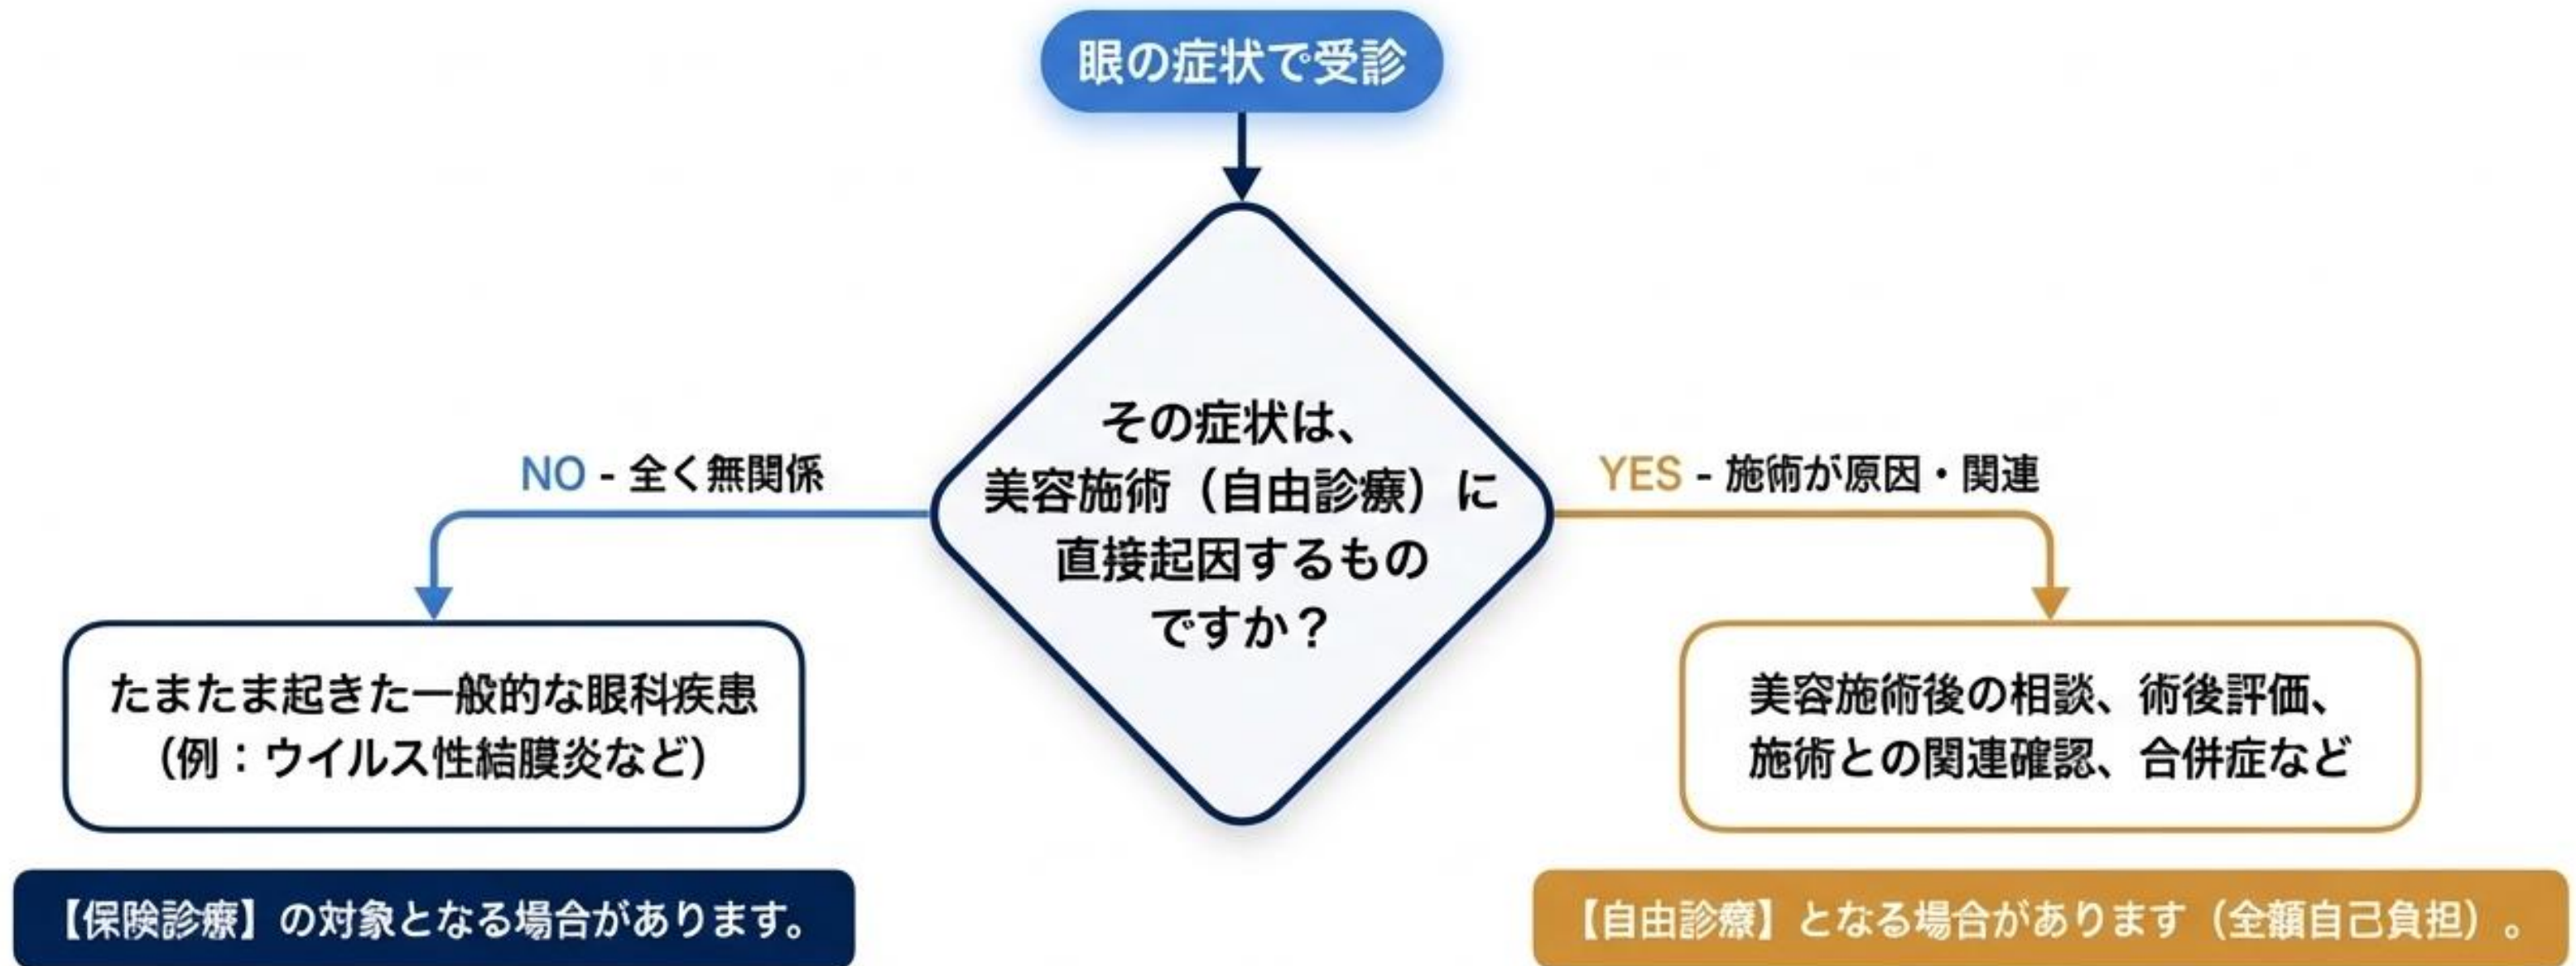 眼の症状で受診
その症状は、
美容施術（自由診療）に
直接起因するもの
ですか？
NO - 全く無関係
YES - 施術が原因・関連
たまたま起きた一般的な眼科疾患
（例：ウイルス性結膜炎など）
美容施術後の相談、術後評価、
施術との関連確認、合併症など
【保険診療】の対象となる場合があります。
【自由診療】となる場合があります（全額自己負担）。